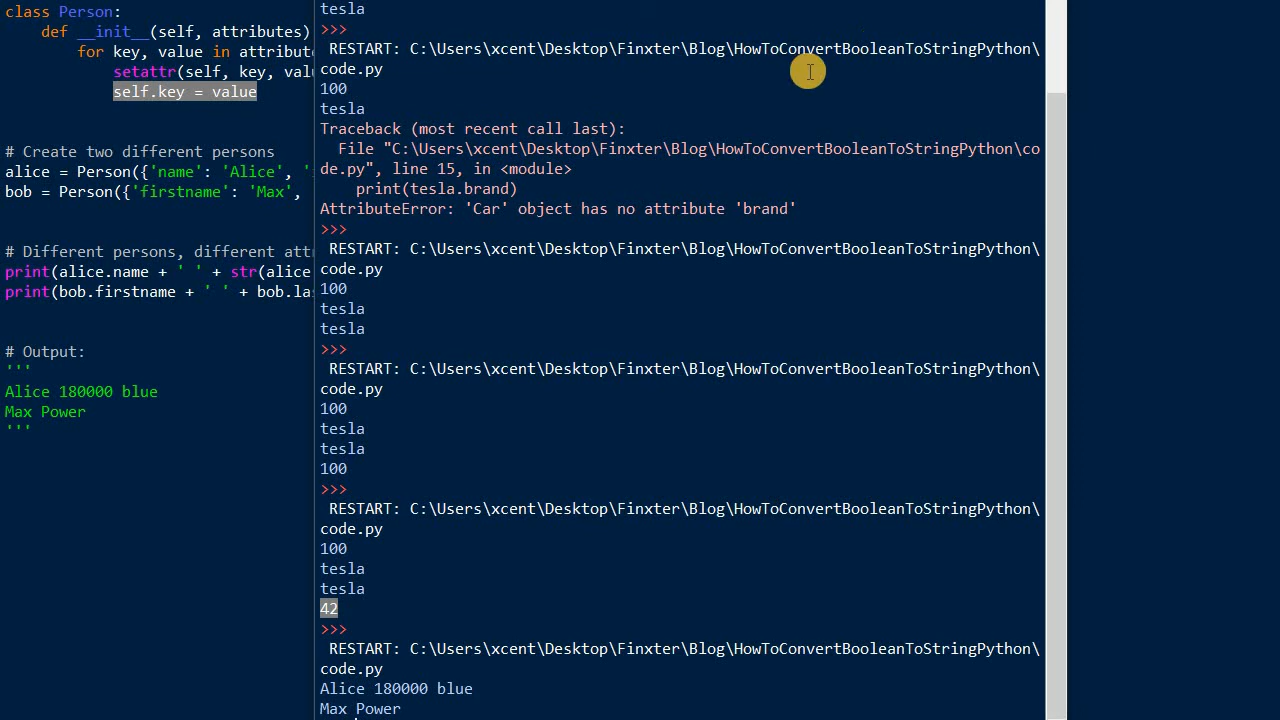 class Person:
    def __init__(self, attributes)
        for key, value in attribut
            setattr(self, key, val
            self.key = value
# Create two different persons
alice = Person({'name': 'Alice', '
bob = Person({'firstname': 'Max',
# Different persons, different att
print(alice.name + ' ' + str(alice
print(bob.firstname + ' ' + bob.la
# Output:
'''
Alice 180000 blue
Max Power
'''
tesla
>>>
 RESTART: C:\Users\xcent\Desktop\Finxter\Blog\HowToConvertBooleanToStringPython\
code.py
100
tesla
Traceback (most recent call last):
  File "C:\Users\xcent\Desktop\Finxter\Blog\HowToConvertBooleanToStringPython\co
de.py", line 15, in <module>
    print(tesla.brand)
AttributeError: 'Car' object has no attribute 'brand'
>>>
 RESTART: C:\Users\xcent\Desktop\Finxter\Blog\HowToConvertBooleanToStringPython\
code.py
100
tesla
tesla
>>>
 RESTART: C:\Users\xcent\Desktop\Finxter\Blog\HowToConvertBooleanToStringPython\
code.py
100
tesla
tesla
100
>>>
 RESTART: C:\Users\xcent\Desktop\Finxter\Blog\HowToConvertBooleanToStringPython\
code.py
100
tesla
tesla
42
>>>
 RESTART: C:\Users\xcent\Desktop\Finxter\Blog\HowToConvertBooleanToStringPython\
code.py
Alice 180000 blue
Max Power